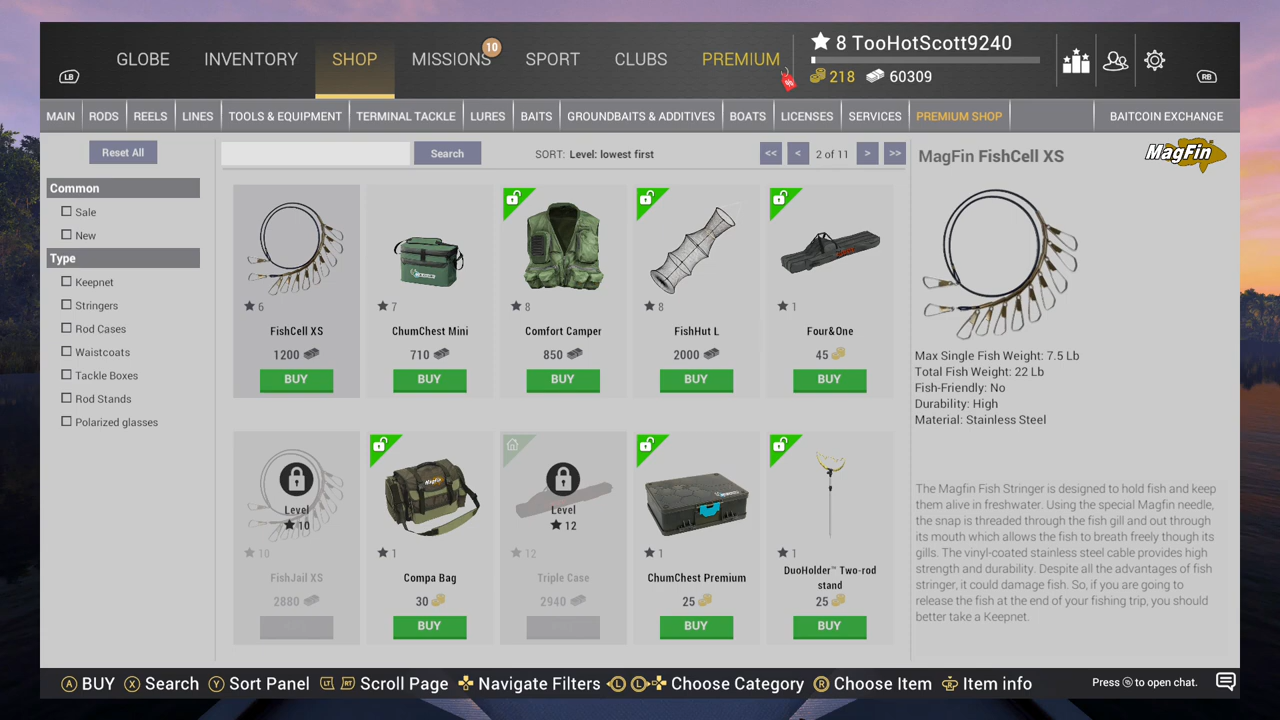 GLOBE INVENTORY SHOP MISSIONS 10 SPORT CLUBS PREMIUM
8 TooHotScott9240
218 60309
LB
RB
MAIN RODS REELS LINES TOOLS & EQUIPMENT TERMINAL TACKLE LURES BAITS GROUNDBAITS & ADDITIVES BOATS LICENSES SERVICES PREMIUM SHOP BAITCOIN EXCHANGE
Reset All
Common
Sale
New
Type
Keepnet
Stringers
Rod Cases
Waistcoats
Tackle Boxes
Rod Stands
Polarized glasses
Search
SORT: Level: lowest first
<< < 2 of 11 > >>
6
FishCell XS
1200
BUY
7
ChumChest Mini
710
BUY
8
Comfort Camper
850
BUY
8
FishHut L
2000
BUY
1
Four&One
45
BUY
Level
10
10
FishJail XS
2880
1
Compa Bag
30
BUY
Level
12
12
Triple Case
2940
1
ChumChest Premium
25
BUY
1
DuoHolder™ Two-rod
stand
25
BUY
MagFin FishCell XS
MagFin
Max Single Fish Weight: 7.5 Lb
Total Fish Weight: 22 Lb
Fish-Friendly: No
Durability: High
Material: Stainless Steel
The Magfin Fish Stringer is designed to hold fish and keep
them alive in freshwater. Using the special Magfin needle,
the snap is threaded through the fish gill and out through
its mouth which allows the fish to breath freely though its
gills. The vinyl-coated stainless steel cable provides high
strength and durability. Despite all the advantages of fish
stringer, it could damage fish. So, if you are going to
release the fish at the end of your fishing trip, you should
better take a Keepnet.
A BUY X Search Y Sort Panel LT RT Scroll Page Navigate Filters L L Choose Category R Choose Item Item info
Press to open chat.